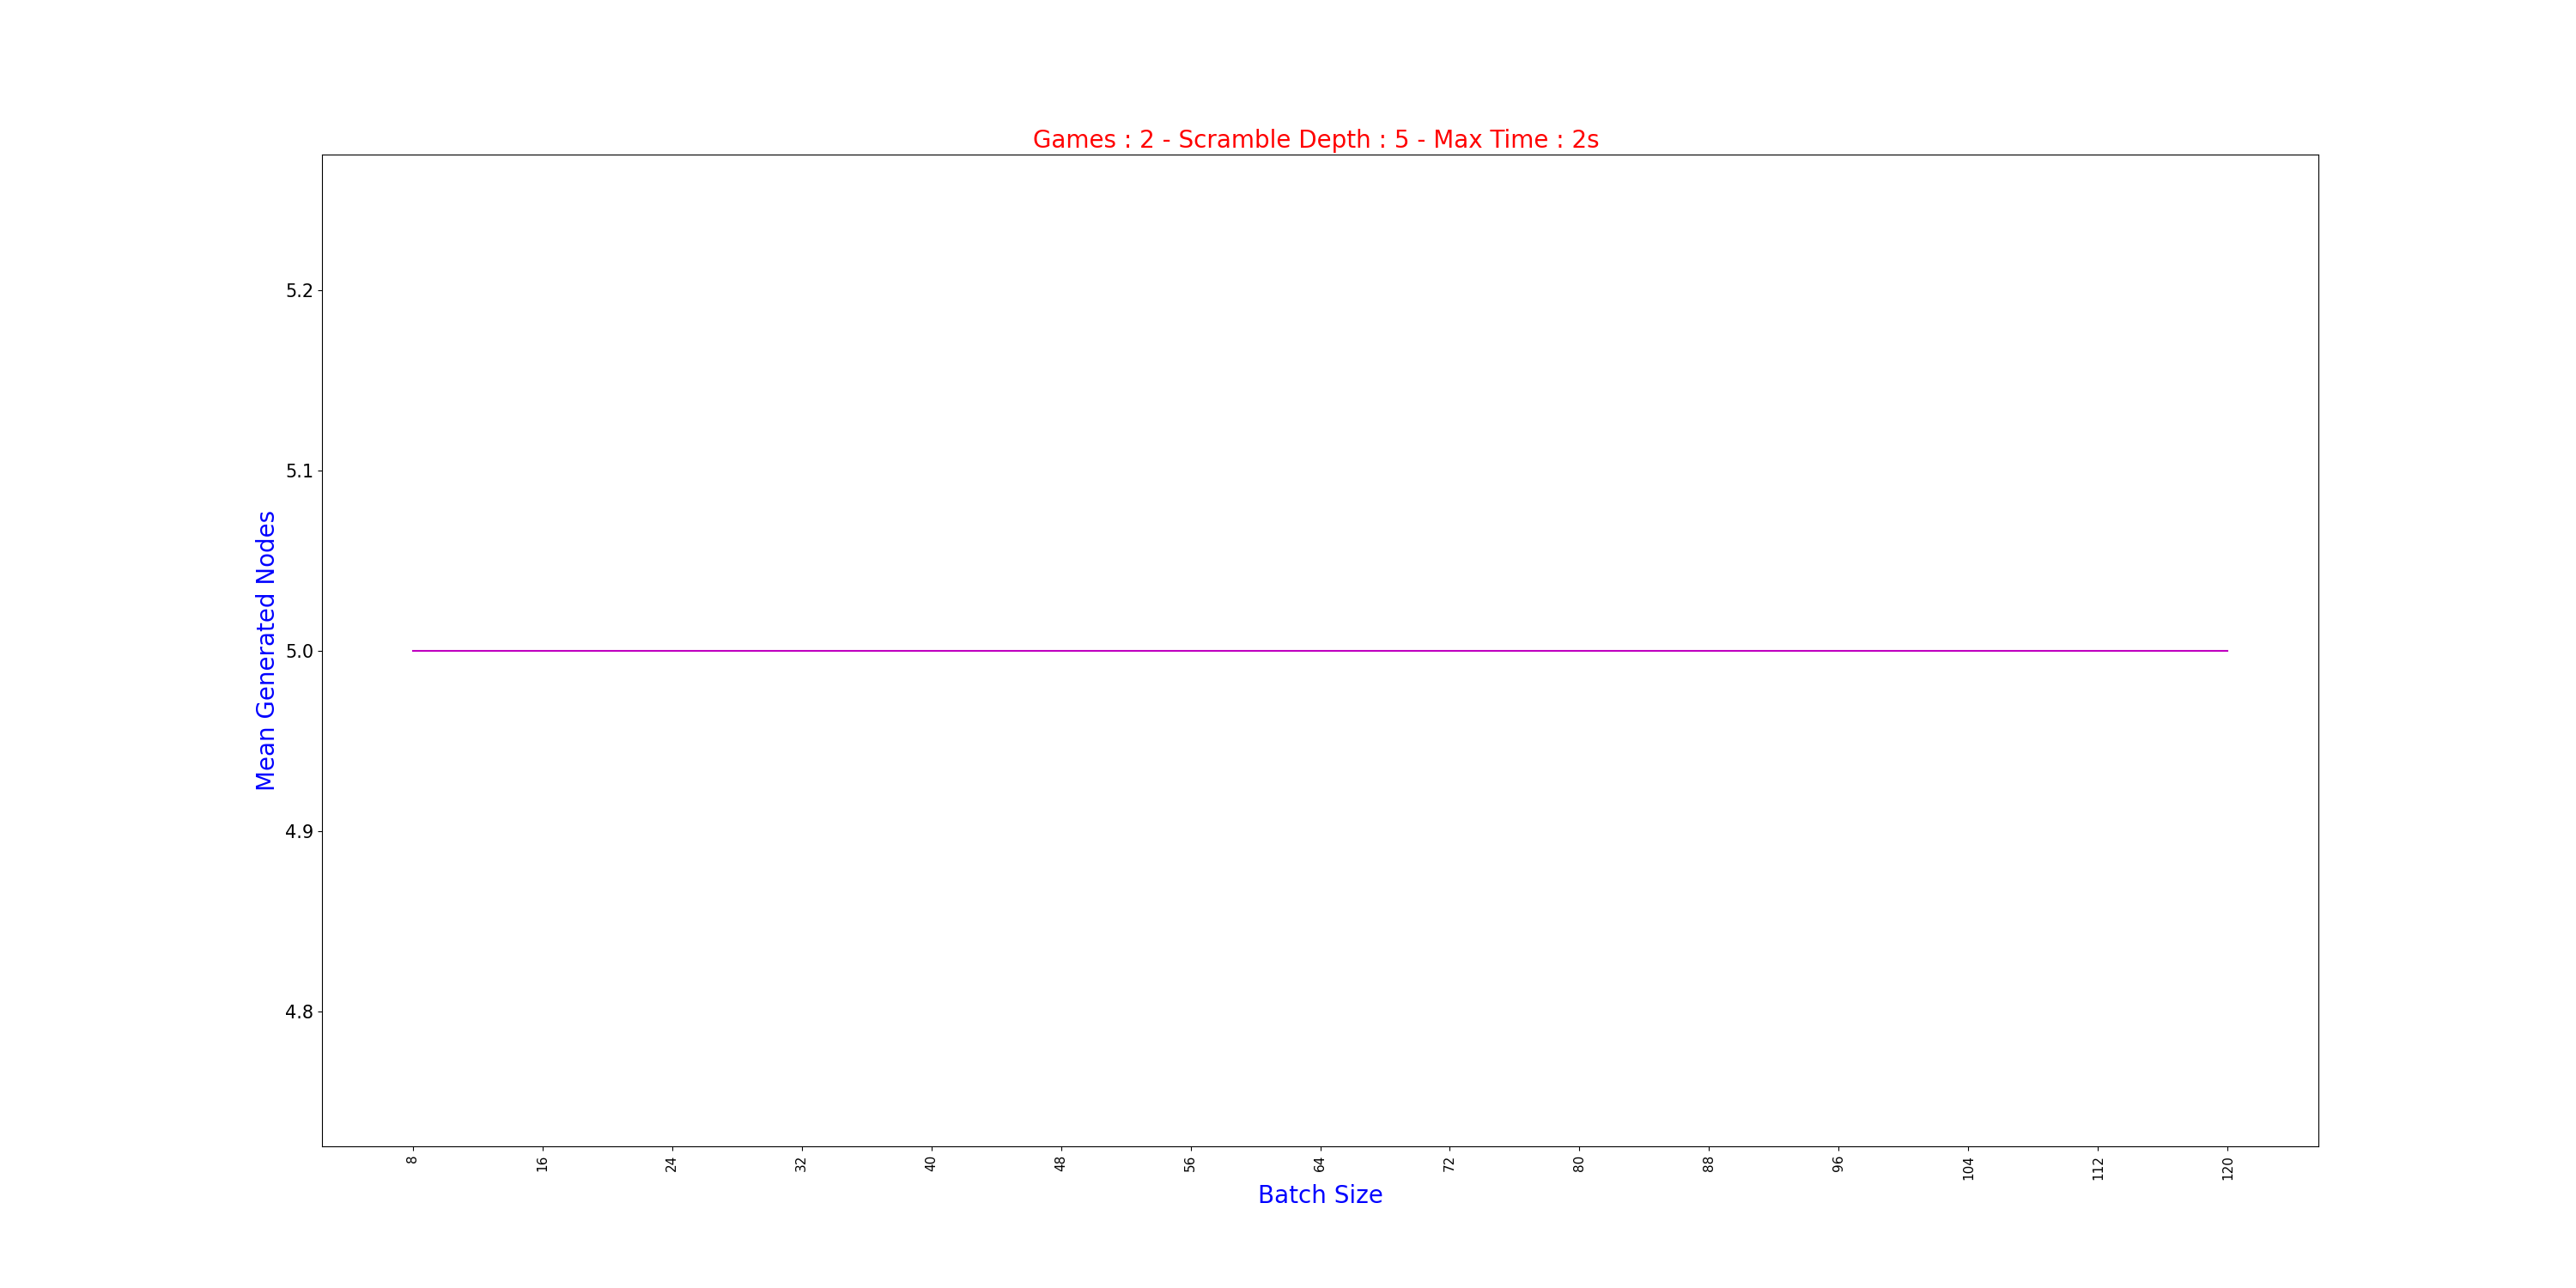 Games : 2 - Scramble Depth : 5 - Max Time : 2s
5.2
5.1
5.0
4.9
4.8
Mean Generated Nodes
8 16 24 32 40 48 56 64 72 80 88 96 104 112 120
Batch Size